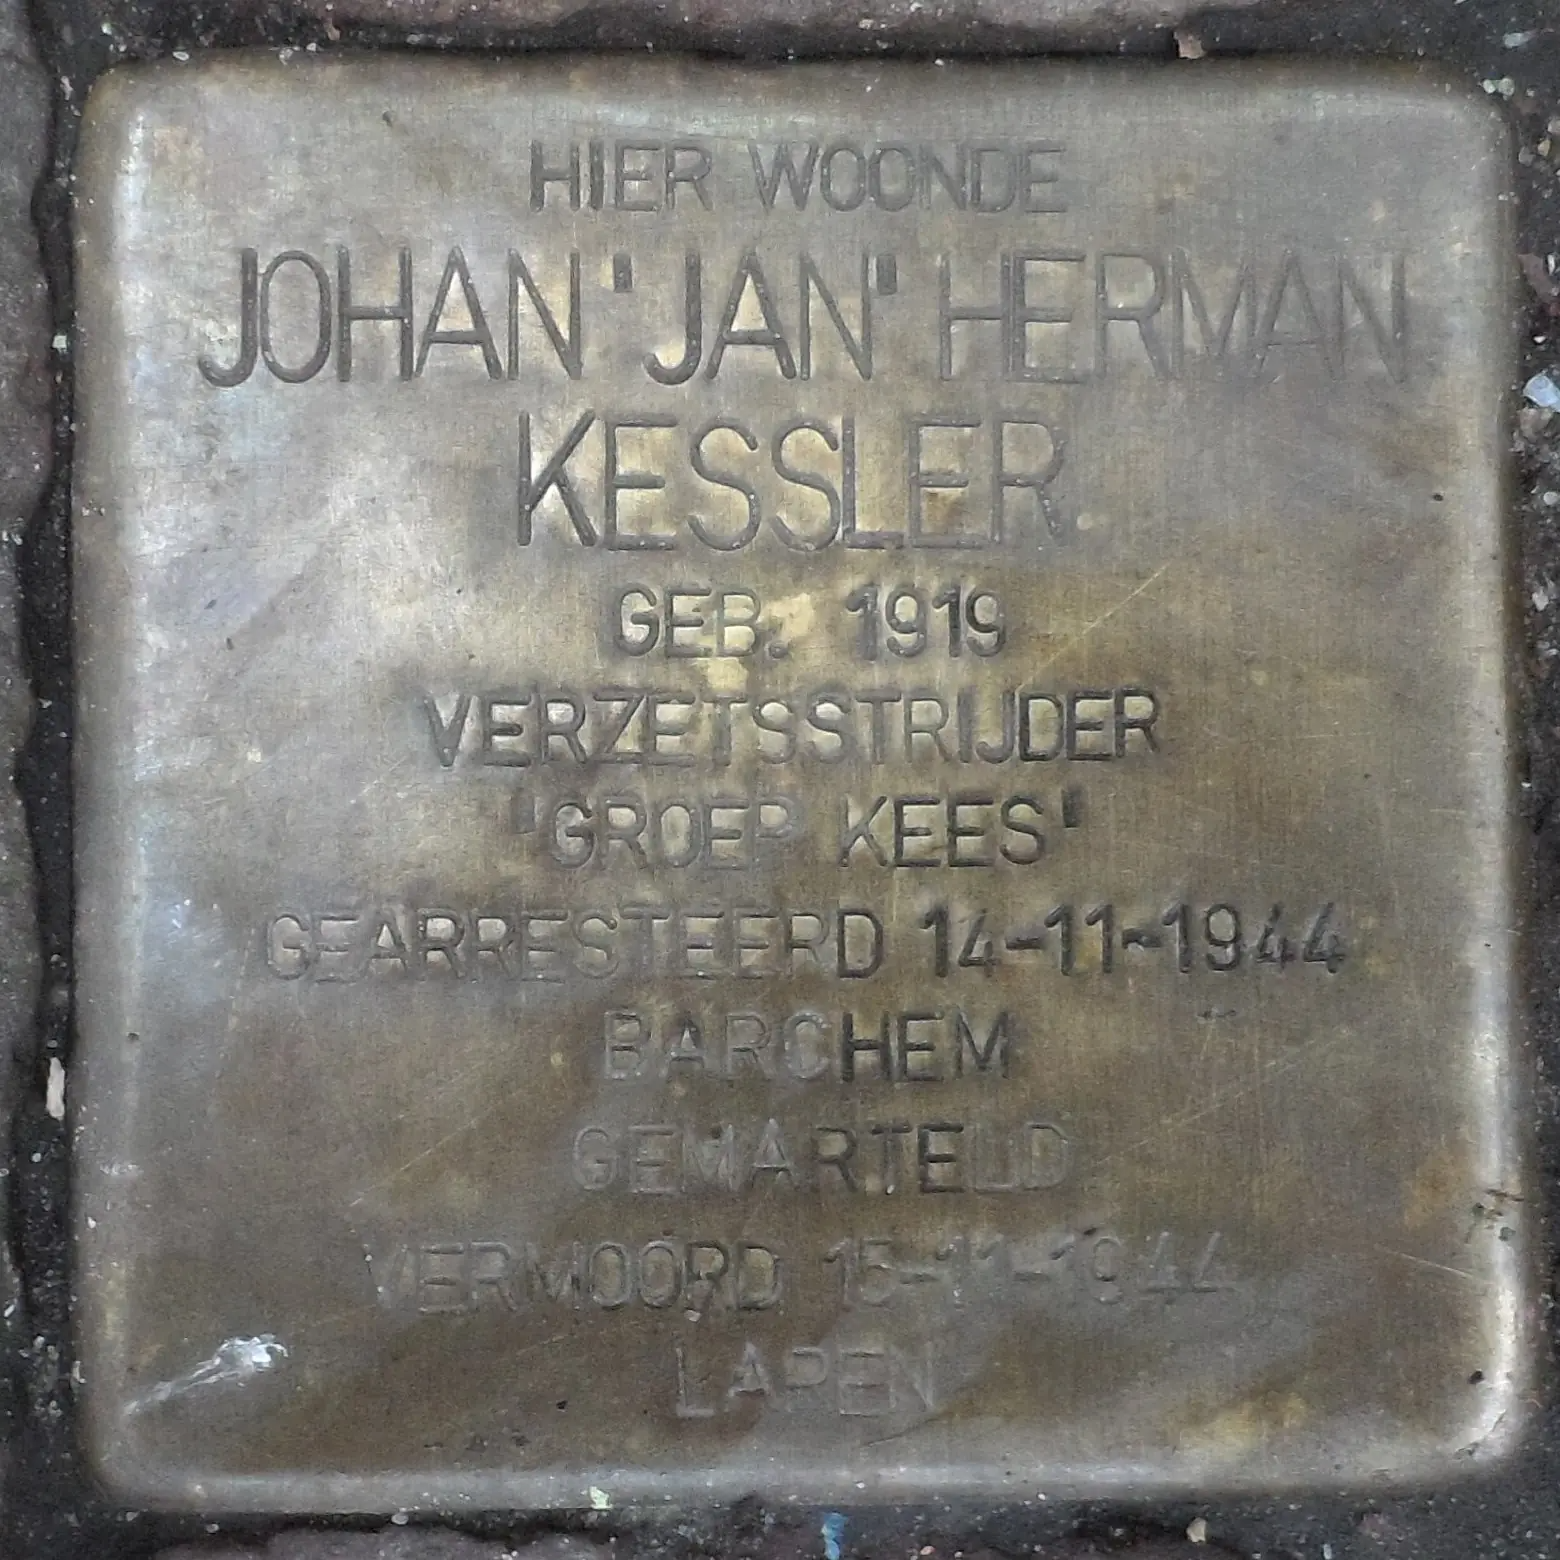 HIER WOONDE
JOHAN 'JAN' HERMAN
KESSLER
GEB. 1919
VERZETSSTRIJDER
'GROEP KEES'
GEARRESTEERD 14-11-1944
BARCHEM
GEMARTELD
VERMOORD 15-11-1944
LAREN